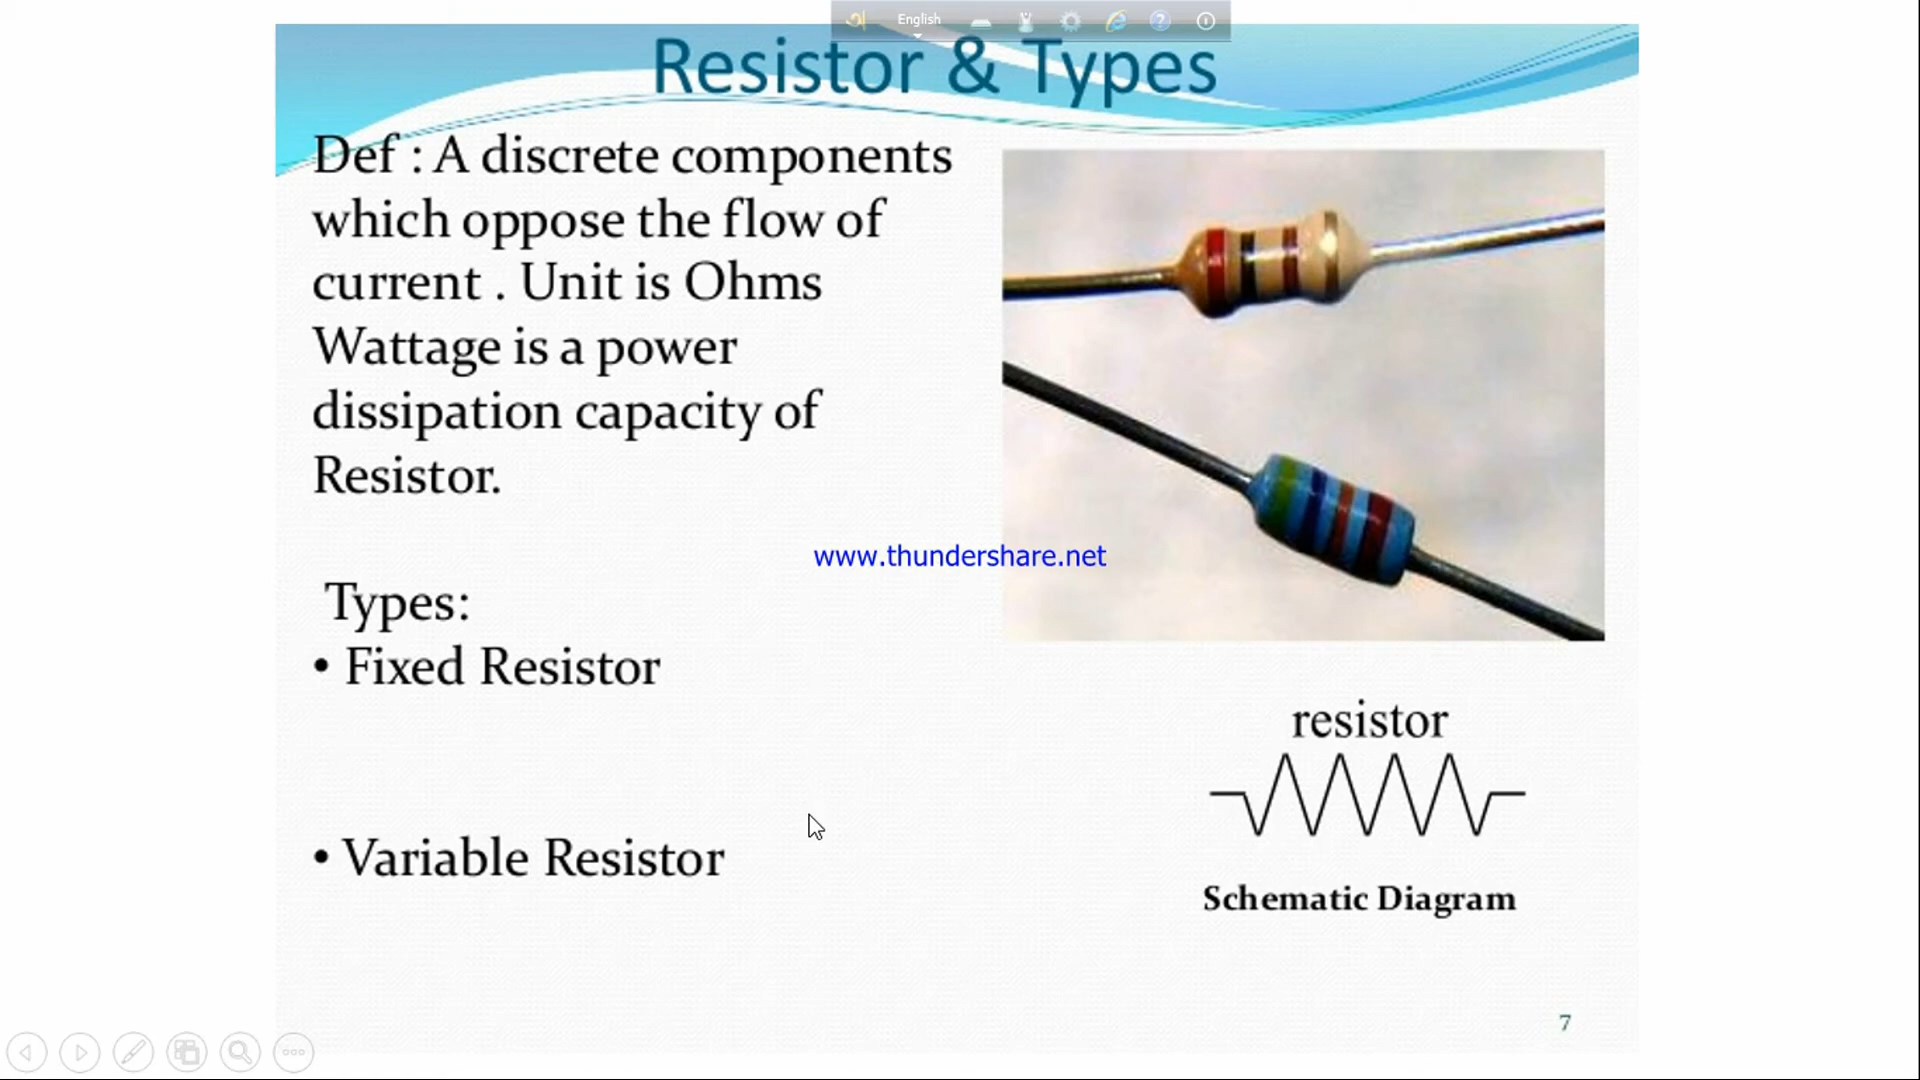 English
Resistor & Types
Def : A discrete components
which oppose the flow of
current . Unit is Ohms
Wattage is a power
dissipation capacity of
Resistor.
www.thundershare.net
Types:
• Fixed Resistor
• Variable Resistor
resistor
Schematic Diagram
7